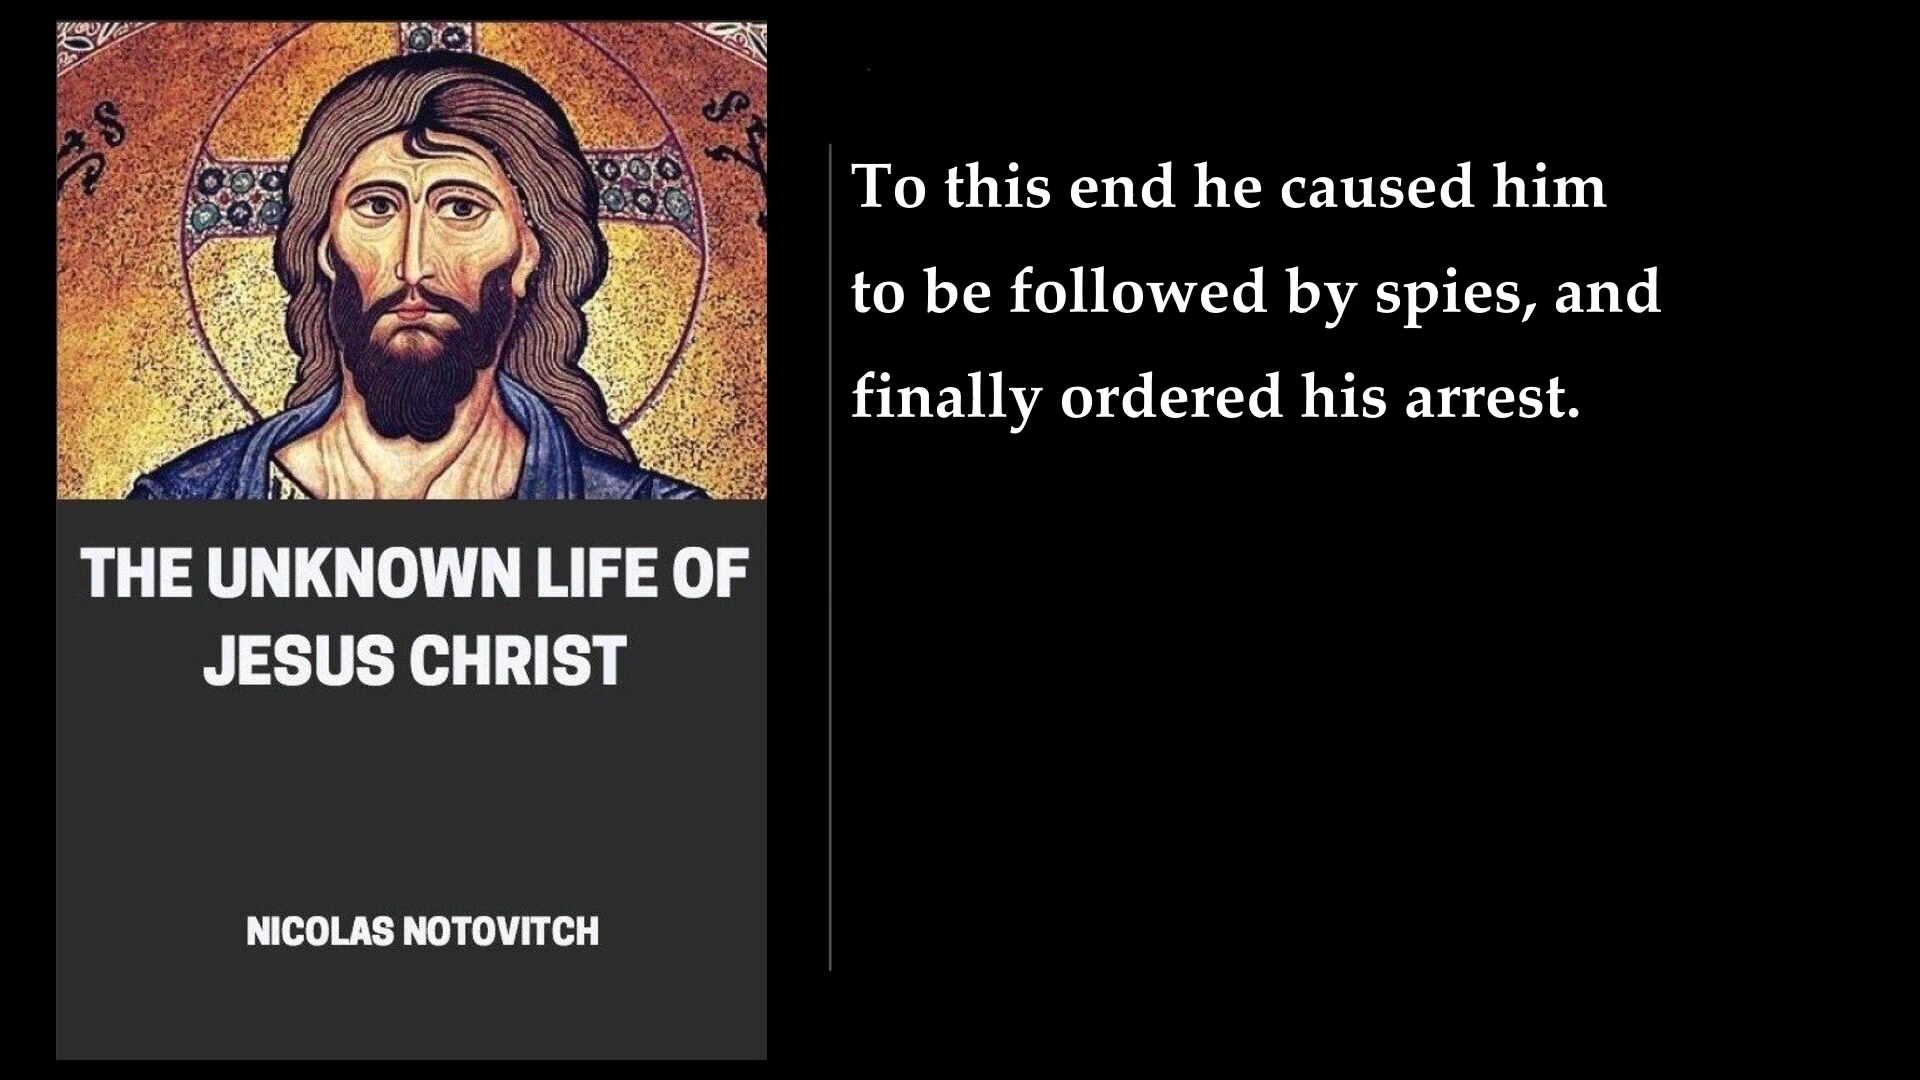 THE UNKNOWN LIFE OF
JESUS CHRIST
NICOLAS NOTOVITCH
To this end he caused him
to be followed by spies, and
finally ordered his arrest.